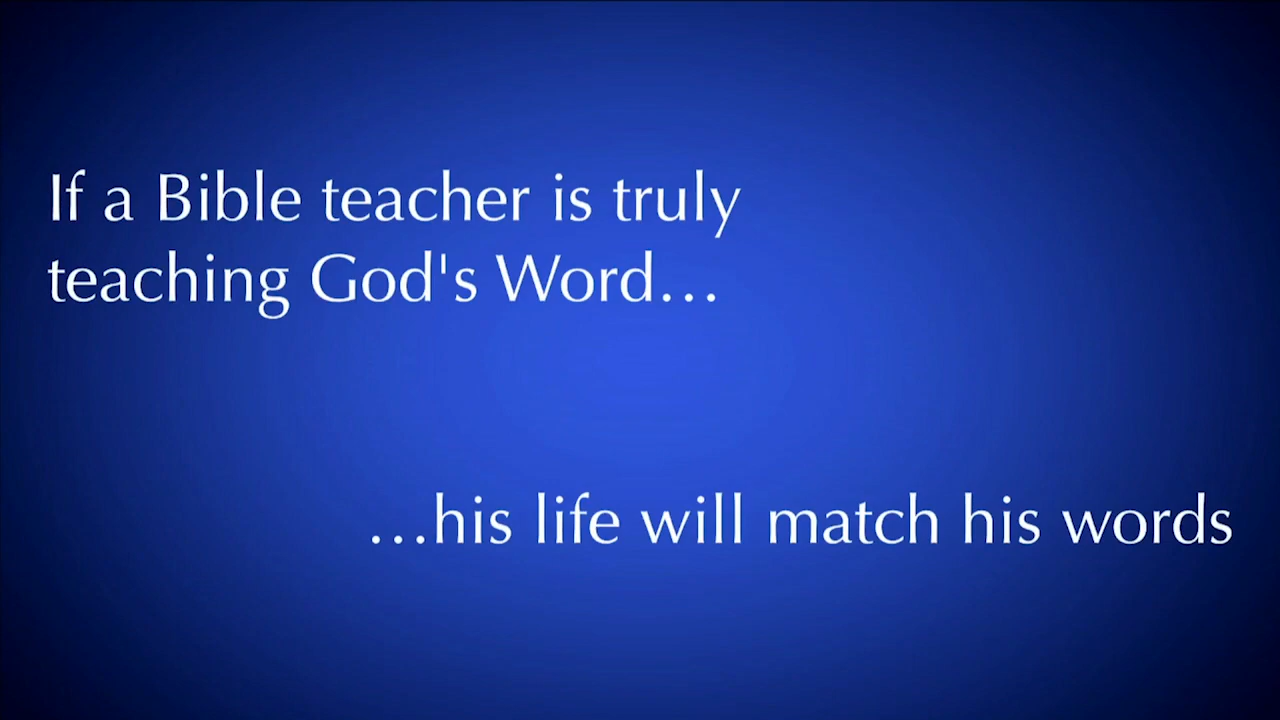 If a Bible teacher is truly
teaching God's Word…
…his life will match his words